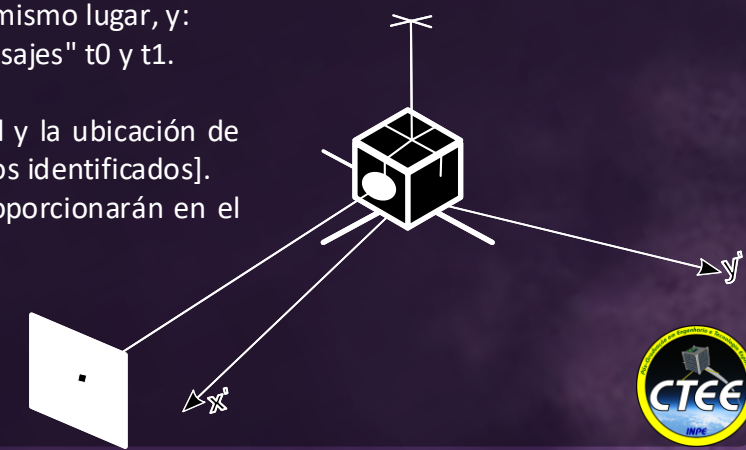 mismo lugar, y:
sajes" t0 y t1.
y la ubicación de
os identificados].
oporcionarán en el
y'
x'
CTEE
INPE